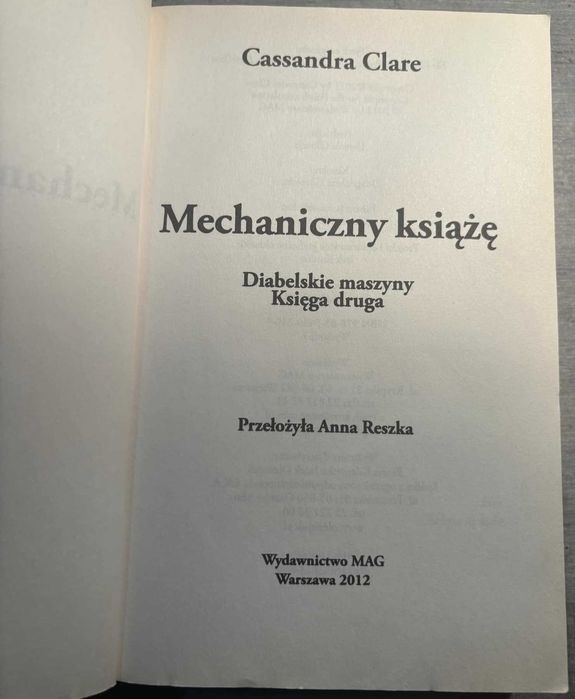 Cassandra Clare
Mechaniczny książę
Diabelskie maszyny
Księga druga
Przełożyła Anna Reszka
Wydawnictwo MAG
Warszawa 2012